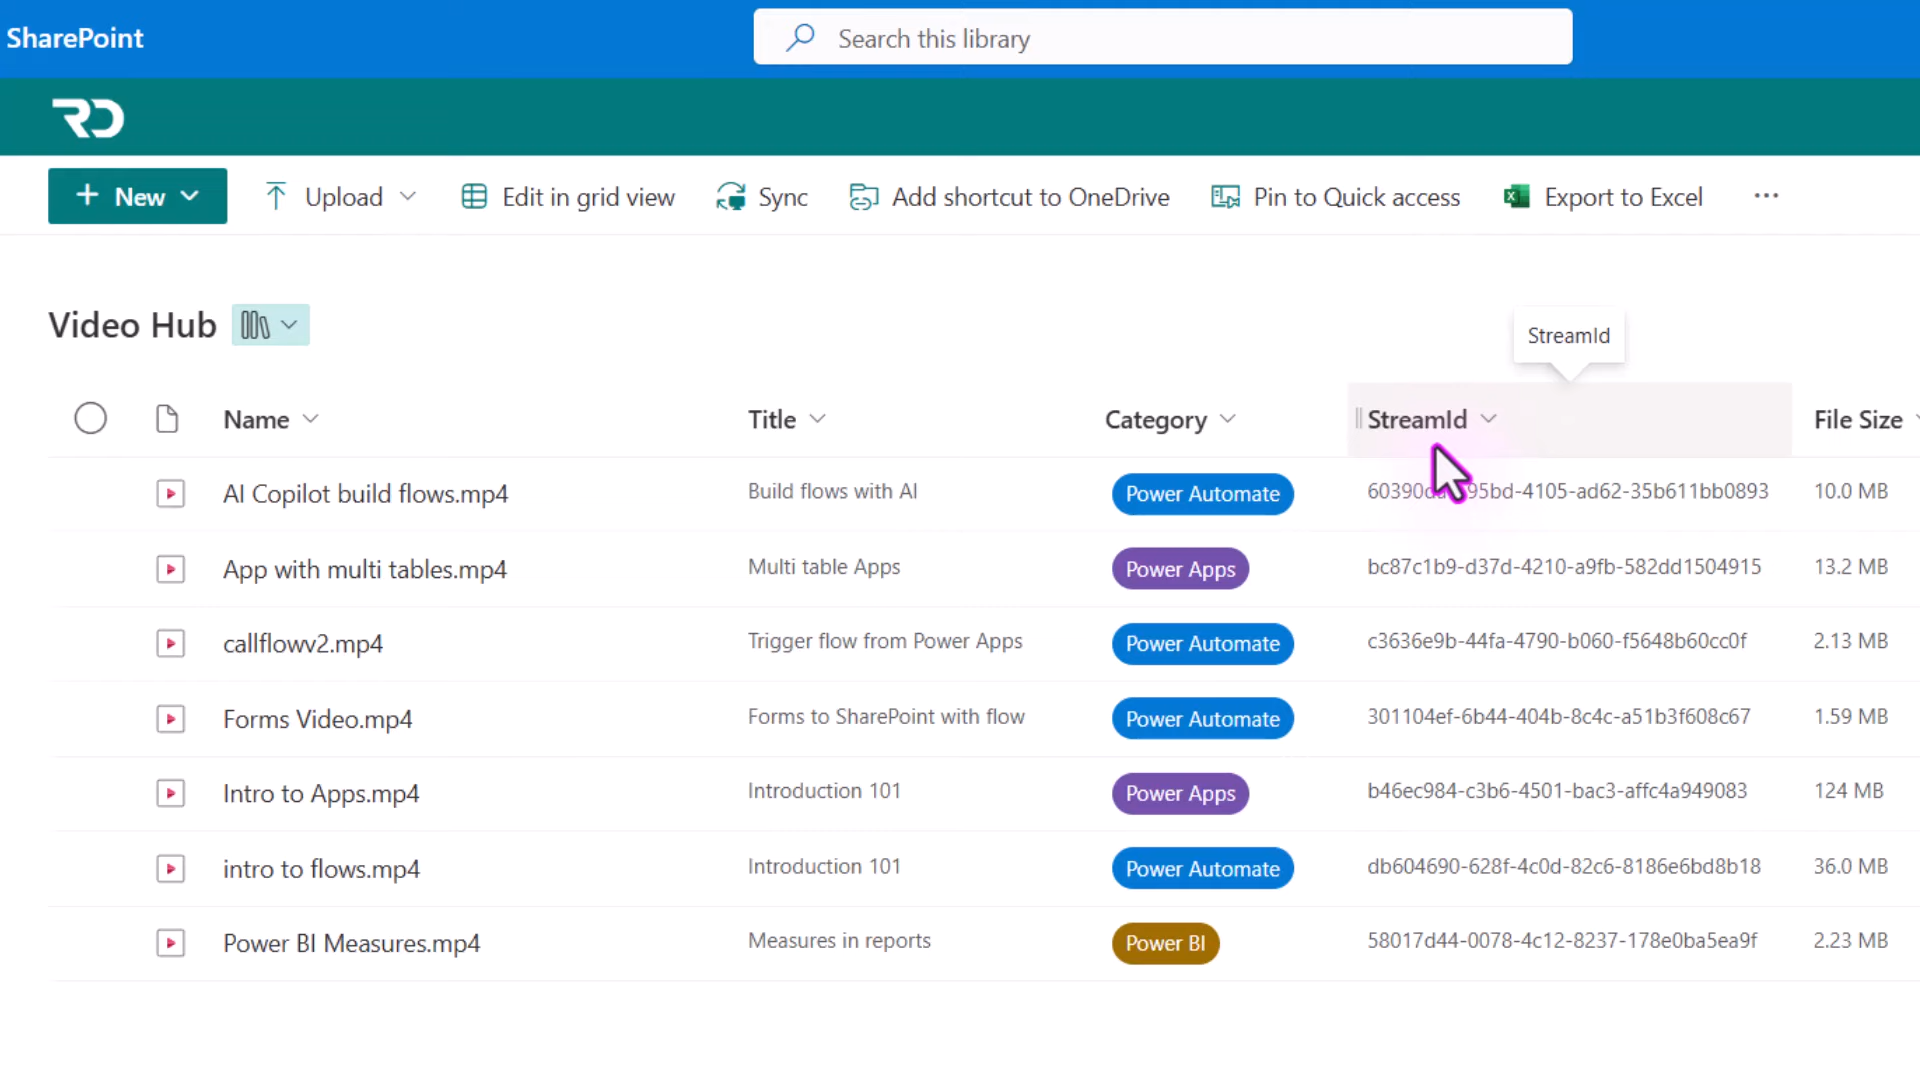 SharePoint
Search this library
RD
New
Upload
Edit in grid view
Sync
Add shortcut to OneDrive
Pin to Quick access
Export to Excel
Video Hub
StreamId
Name Title Category StreamId File Size
AI Copilot build flows.mp4 Build flows with AI Power Automate 10.0 MB
App with multi tables.mp4 Multi table Apps Power Apps bc87c1b9-d37d-4210-a9fb-582dd1504915 13.2 MB
callflowv2.mp4 Trigger flow from Power Apps Power Automate c3636e9b-44fa-4790-b060-f5648b60cc0f 2.13 MB
Forms Video.mp4 Forms to SharePoint with flow Power Automate 301104ef-6b44-404b-8c4c-a51b3f608c67 1.59 MB
Intro to Apps.mp4 Introduction 101 Power Apps b46ec984-c3b6-4501-bac3-affc4a949083 124 MB
intro to flows.mp4 Introduction 101 Power Automate db604690-628f-4c0d-82c6-8186e6bd8b18 36.0 MB
Power BI Measures.mp4 Measures in reports Power BI 58017d44-0078-4c12-8237-178e0ba5ea9f 2.23 MB